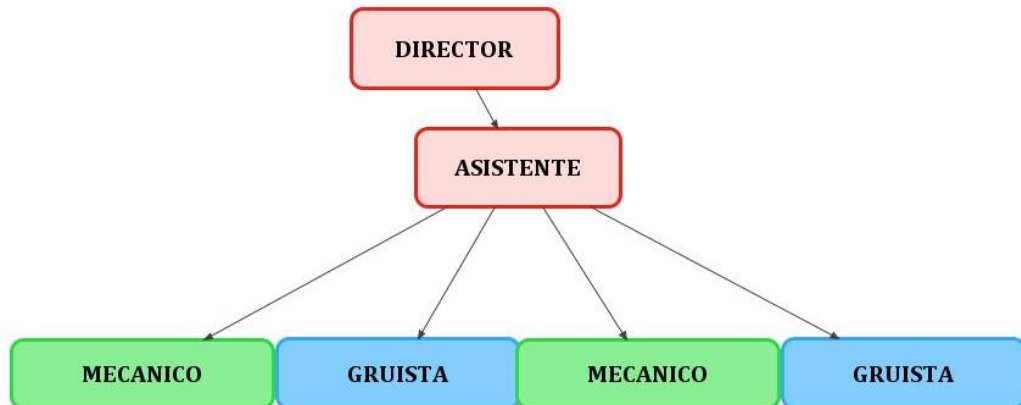 DIRECTOR
ASISTENTE
MECANICO
GRUISTA
MECANICO
GRUISTA